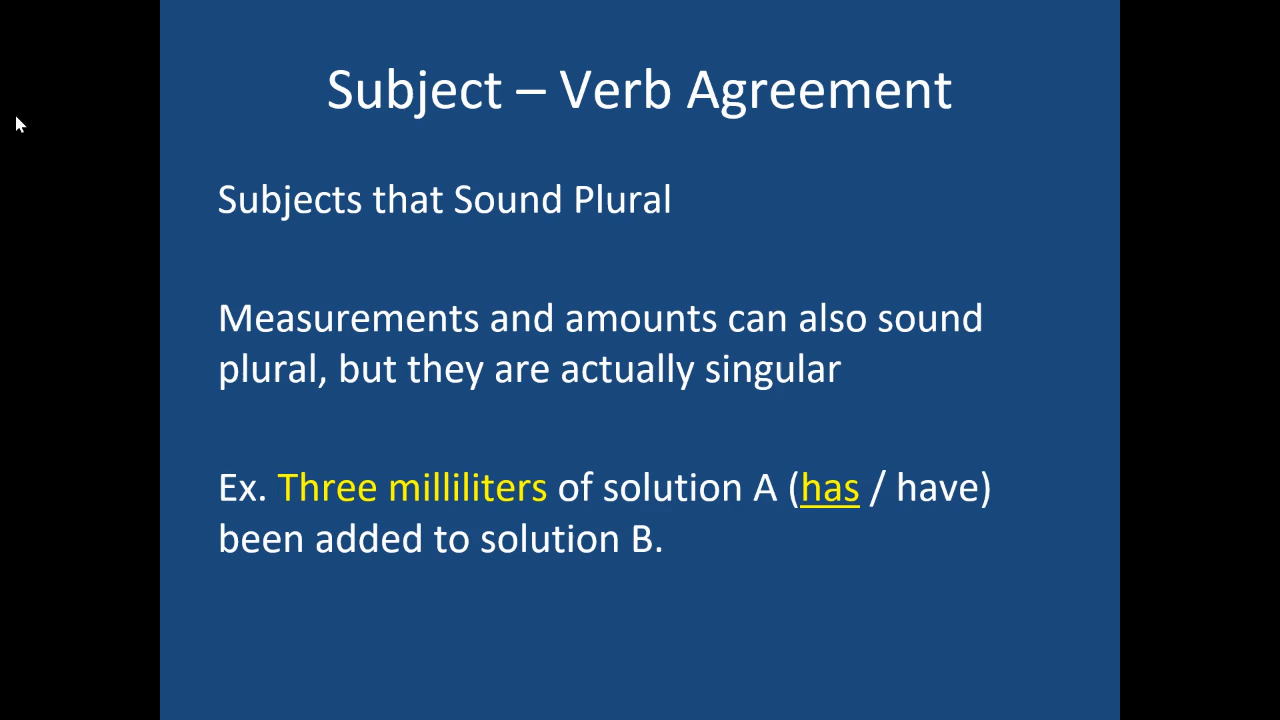 Subject – Verb Agreement
Subjects that Sound Plural
Measurements and amounts can also sound
plural, but they are actually singular
Ex. Three milliliters of solution A (has / have)
been added to solution B.